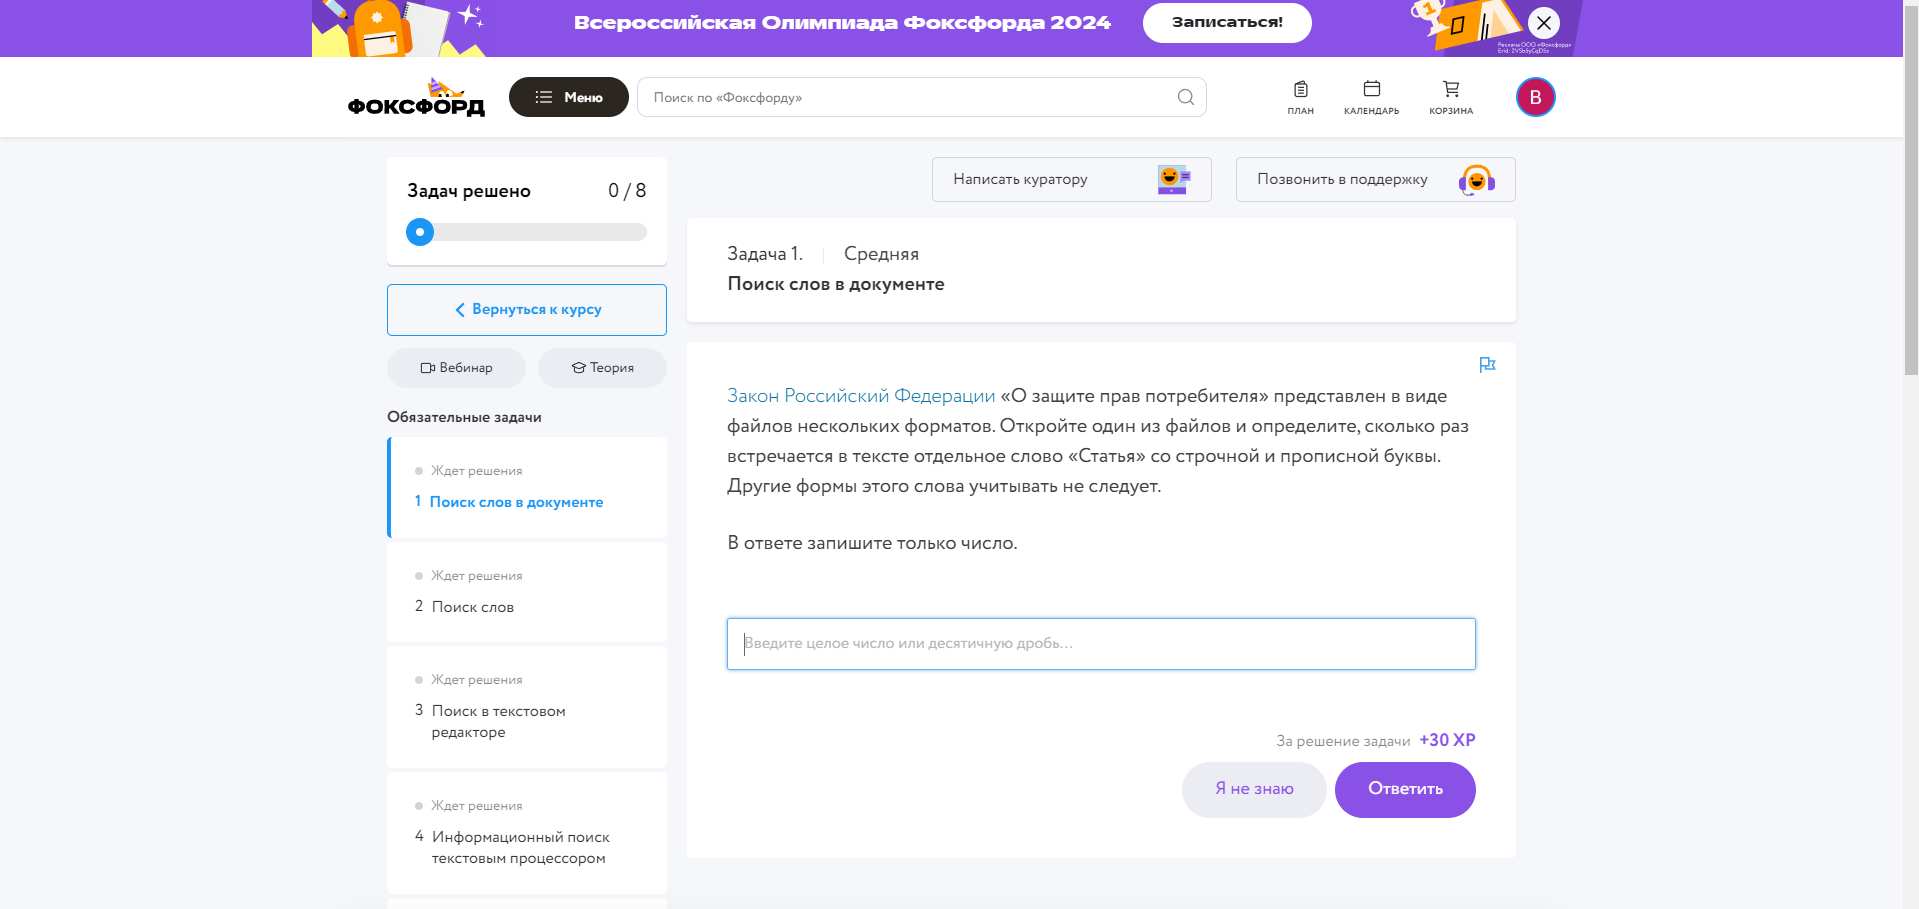 Всероссийская Олимпиада Фоксфорда 2024
Записаться!
Реклама ООО «Фоксфорд»
ФОКСФОРД
Меню
Поиск по «Фоксфорду»
ПЛАН
КАЛЕНДАРЬ
КОРЗИНА
B
Задач решено 0 / 8
Вернуться к курсу
Вебинар
Теория
Обязательные задачи
Ждет решения
1 Поиск слов в документе
Ждет решения
2 Поиск слов
Ждет решения
3 Поиск в текстовом
редакторе
Ждет решения
4 Информационный поиск
текстовым процессором
Написать куратору
Позвонить в поддержку
Задача 1. Средняя
Поиск слов в документе
Закон Российский Федерации «О защите прав потребителя» представлен в виде
файлов нескольких форматов. Откройте один из файлов и определите, сколько раз
встречается в тексте отдельное слово «Статья» со строчной и прописной буквы.
Другие формы этого слова учитывать не следует.
В ответе запишите только число.
Введите целое число или десятичную дробь...
За решение задачи +30 XP
Я не знаю
Ответить